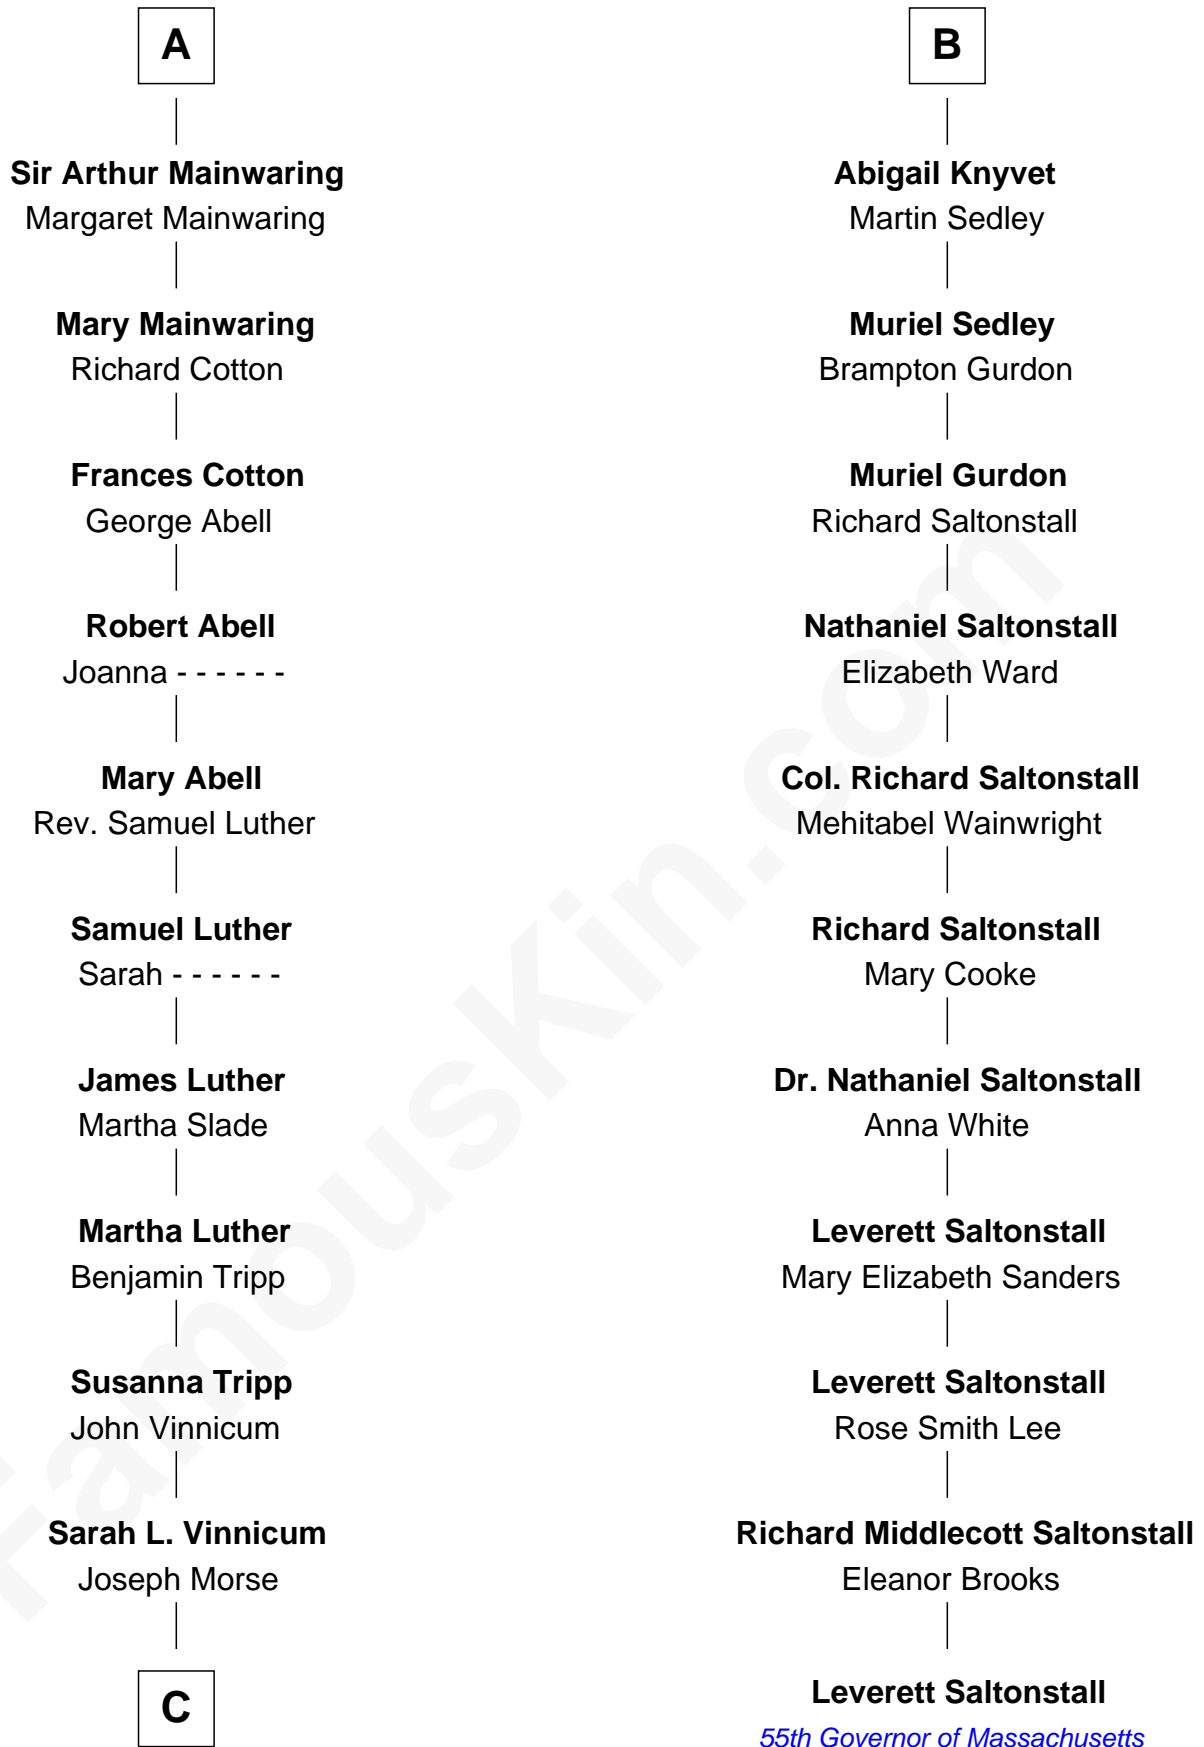 A
Sir Arthur Mainwaring
Margaret Mainwaring
Mary Mainwaring
Richard Cotton
Frances Cotton
George Abell
Robert Abell
Joanna - - - - - -
Mary Abell
Rev. Samuel Luther
Samuel Luther
Sarah - - - - - -
James Luther
Martha Slade
Martha Luther
Benjamin Tripp
Susanna Tripp
John Vinnicum
Sarah L. Vinnicum
Joseph Morse
C
B
Abigail Knyvet
Martin Sedley
Muriel Sedley
Brampton Gurdon
Muriel Gurdon
Richard Saltonstall
Nathaniel Saltonstall
Elizabeth Ward
Col. Richard Saltonstall
Mehitabel Wainwright
Richard Saltonstall
Mary Cooke
Dr. Nathaniel Saltonstall
Anna White
Leverett Saltonstall
Mary Elizabeth Sanders
Leverett Saltonstall
Rose Smith Lee
Richard Middlecott Saltonstall
Eleanor Brooks
Leverett Saltonstall
55th Governor of Massachusetts
FamousKin.com